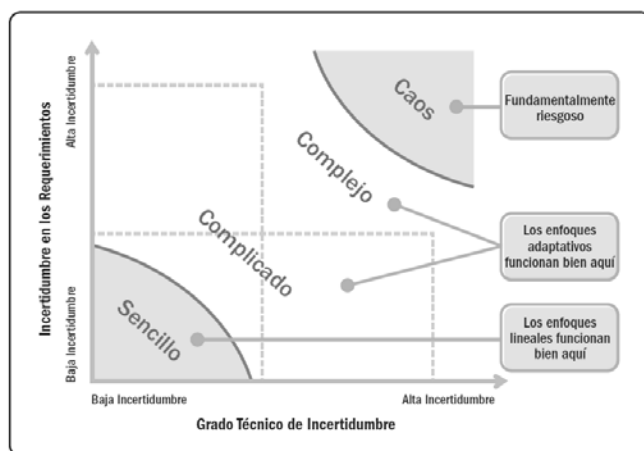 Incertidumbre en los Requerimientos
Alta Incertidumbre
Baja Incertidumbre
Caos
Complejo
Complicado
Sencillo
Fundamentalmente
riesgoso
Los enfoques
adaptativos
funcionan bien aquí
Los enfoques
lineales funcionan
bien aquí
Baja Incertidumbre
Alta Incertidumbre
Grado Técnico de Incertidumbre